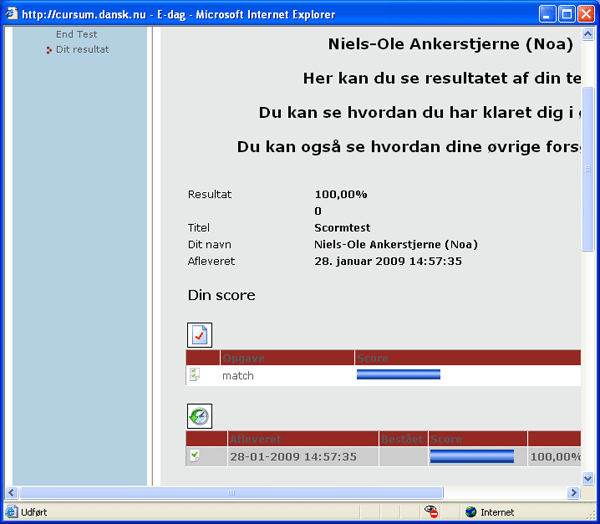 http://cursum.dansk.nu - E-dag - Microsoft Internet Explorer
End Test
Dit resultat
Niels-Ole Ankerstjerne (Noa)
Her kan du se resultatet af din te
Du kan se hvordan du har klaret dig i
Du kan også se hvordan dine øvrige fors
Resultat 100,00%
0
Titel Scormtest
Dit navn Niels-Ole Ankerstjerne (Noa)
Afleveret 28. januar 2009 14:57:35
Din score
Opgave Score
match
Afleveret Bestået Score
28-01-2009 14:57:35 100,00%
Udført Internet